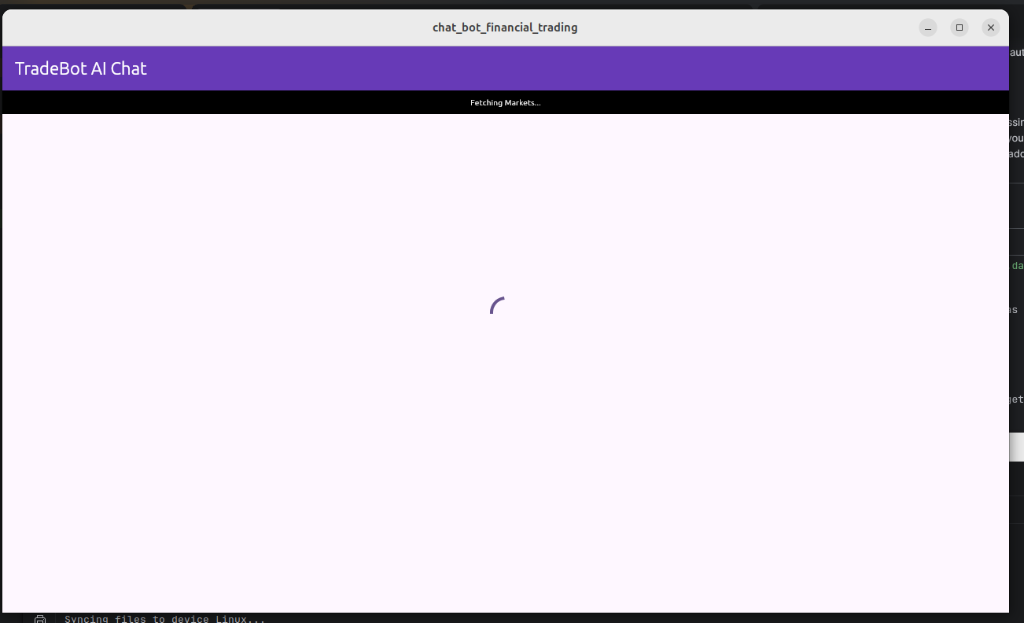 chat_bot_financial_trading
TradeBot AI Chat
Fetching Markets...
Syncing files to device Linux...